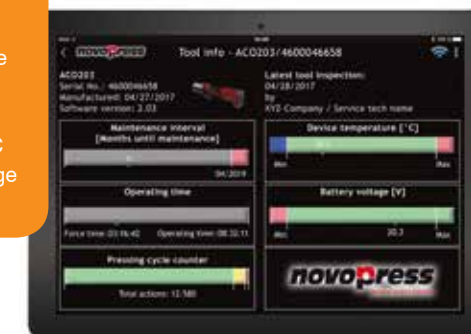 e
C
ge
novopress
Tool info - ACO203/4600046658
ACO203
Serial No.: 4600046658
Manufactured: 04/27/2017
Software version: 2.03
Latest tool inspection:
04/28/2017
by
XYZ Company / Service tech name
Maintenance interval
[Months until maintenance]
04/2019
Device temperature [°C]
Min
Max
Operating time
Force time: 03:16:42
Operating time: 08:32:11
Battery voltage [V]
Min
20.3
Max
Pressing cycle counter
Total actions: 12.580
novopress